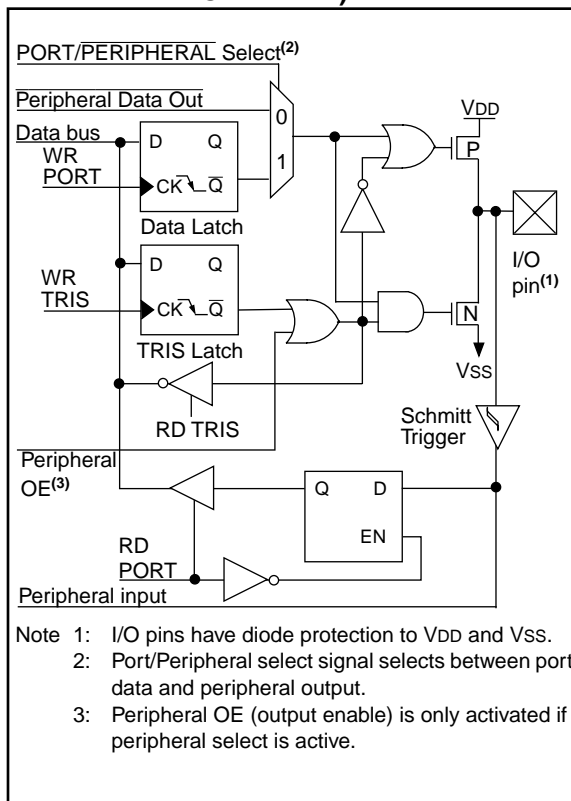 PORT/PERIPHERAL Select(2)
Peripheral Data Out
Data bus
WR
PORT
D Q
CK Q
Data Latch
0
1
VDD
P
I/O
pin(1)
WR
TRIS
D Q
CK Q
TRIS Latch
N
VSS
RD TRIS
Schmitt
Trigger
Peripheral
OE(3)
Q D
EN
RD
PORT
Peripheral input
Note 1: I/O pins have diode protection to VDD and VSS.
2: Port/Peripheral select signal selects between port
data and peripheral output.
3: Peripheral OE (output enable) is only activated if
peripheral select is active.